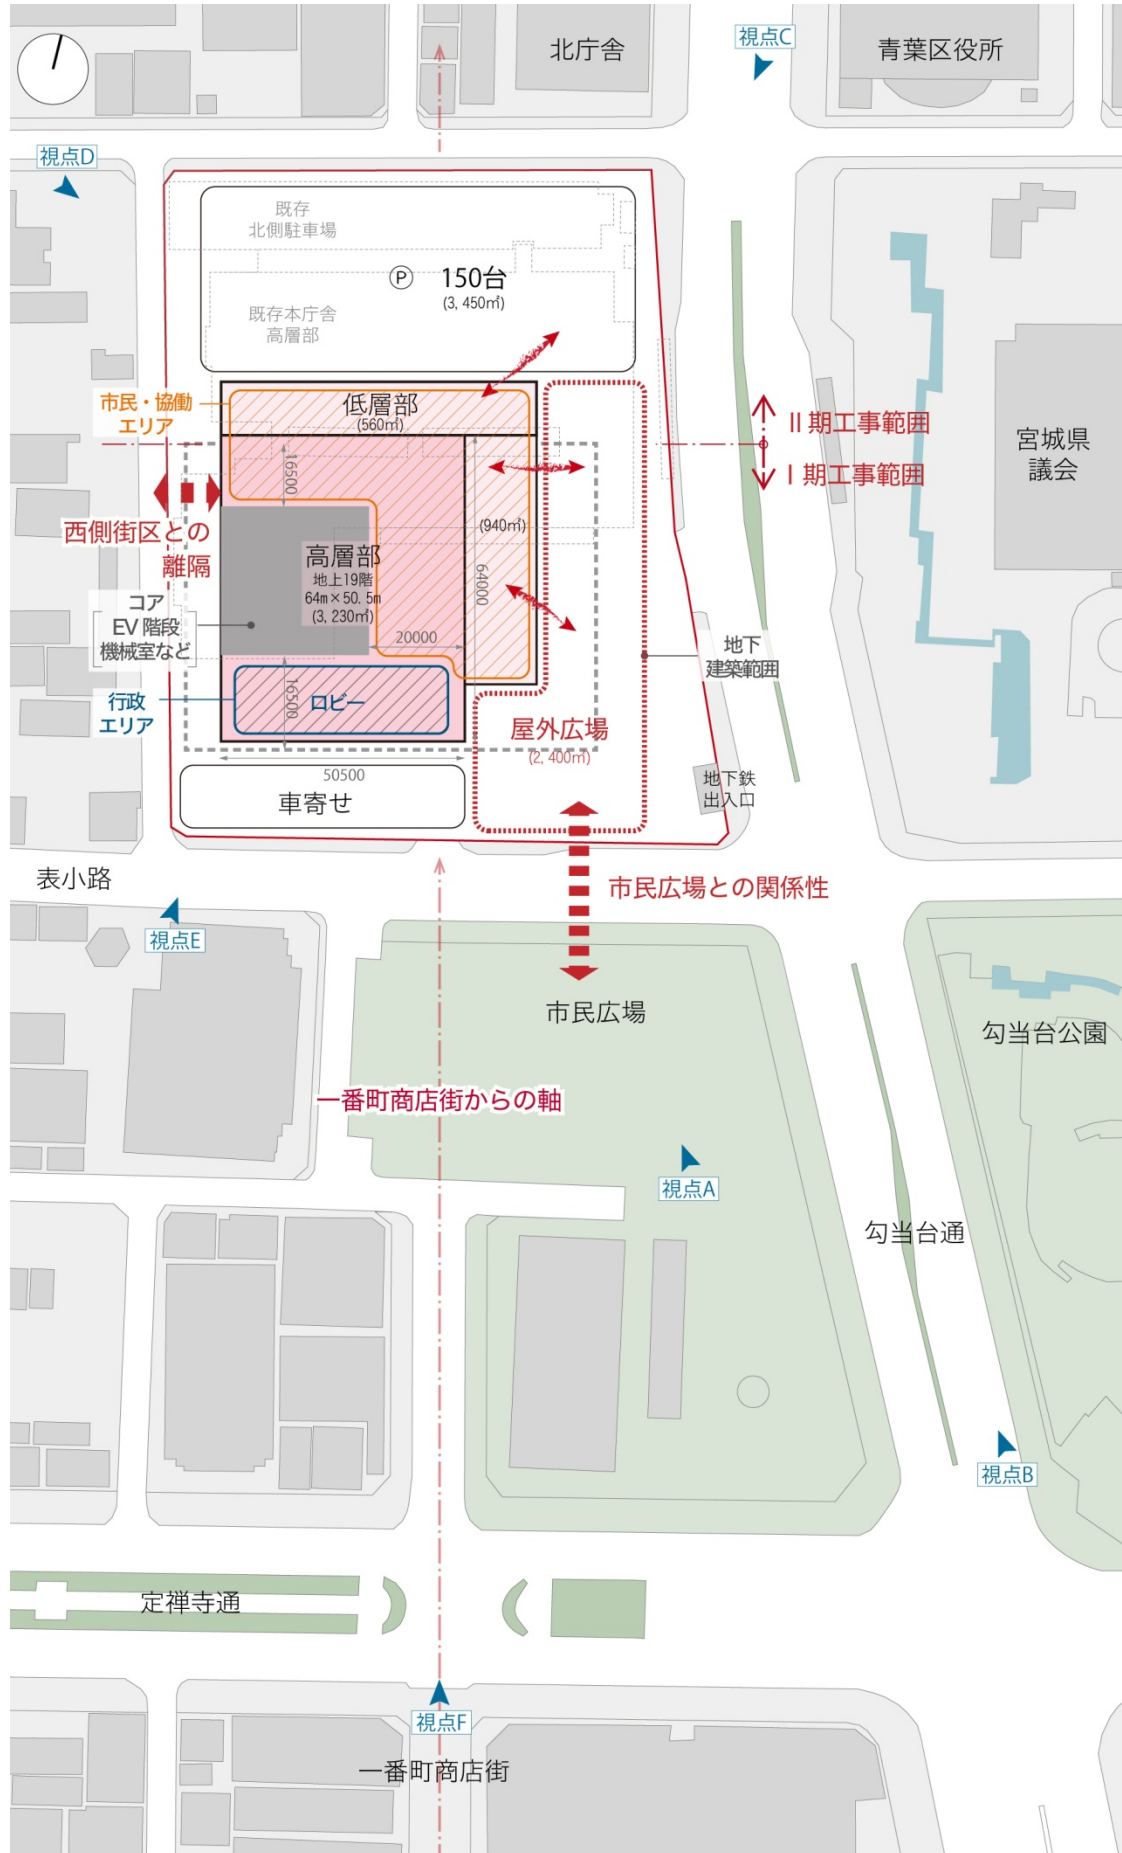 北庁舎
視点C
青葉区役所
視点D
既存
北側駐車場
P 150台
(3, 450㎡)
既存本庁舎
高層部
市民・協働
エリア
低層部
(560㎡)
Ⅱ期工事範囲
Ⅰ期工事範囲
宮城県
議会
16500
西側街区との
離隔
(940㎡)
高層部
地上19階
64m×50. 5m
(3, 230㎡)
64000
コア
EV 階段
機械室など
20000
地下
建築範囲
行政
エリア
16500
ロビー
屋外広場
(2, 400㎡)
50500
車寄せ
地下鉄
出入口
表小路
市民広場との関係性
視点E
市民広場
勾当台公園
一番町商店街からの軸
視点A
勾当台通
視点B
定禅寺通
視点F
一番町商店街